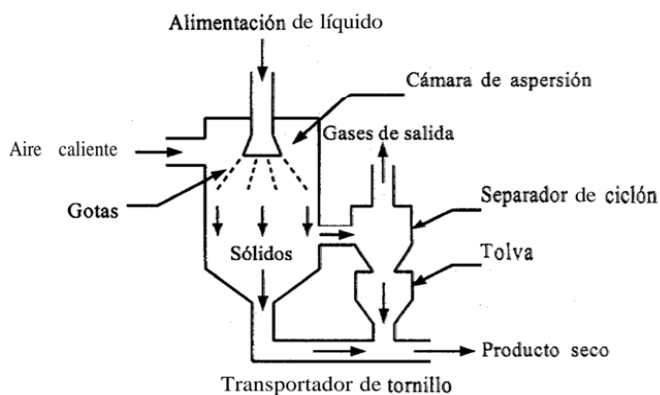 Alimentación de líquido
Cámara de aspersión
Aire caliente
Gases de salida
Gotas
Separador de ciclón
Sólidos
Tolva
Producto seco
Transportador de tornillo